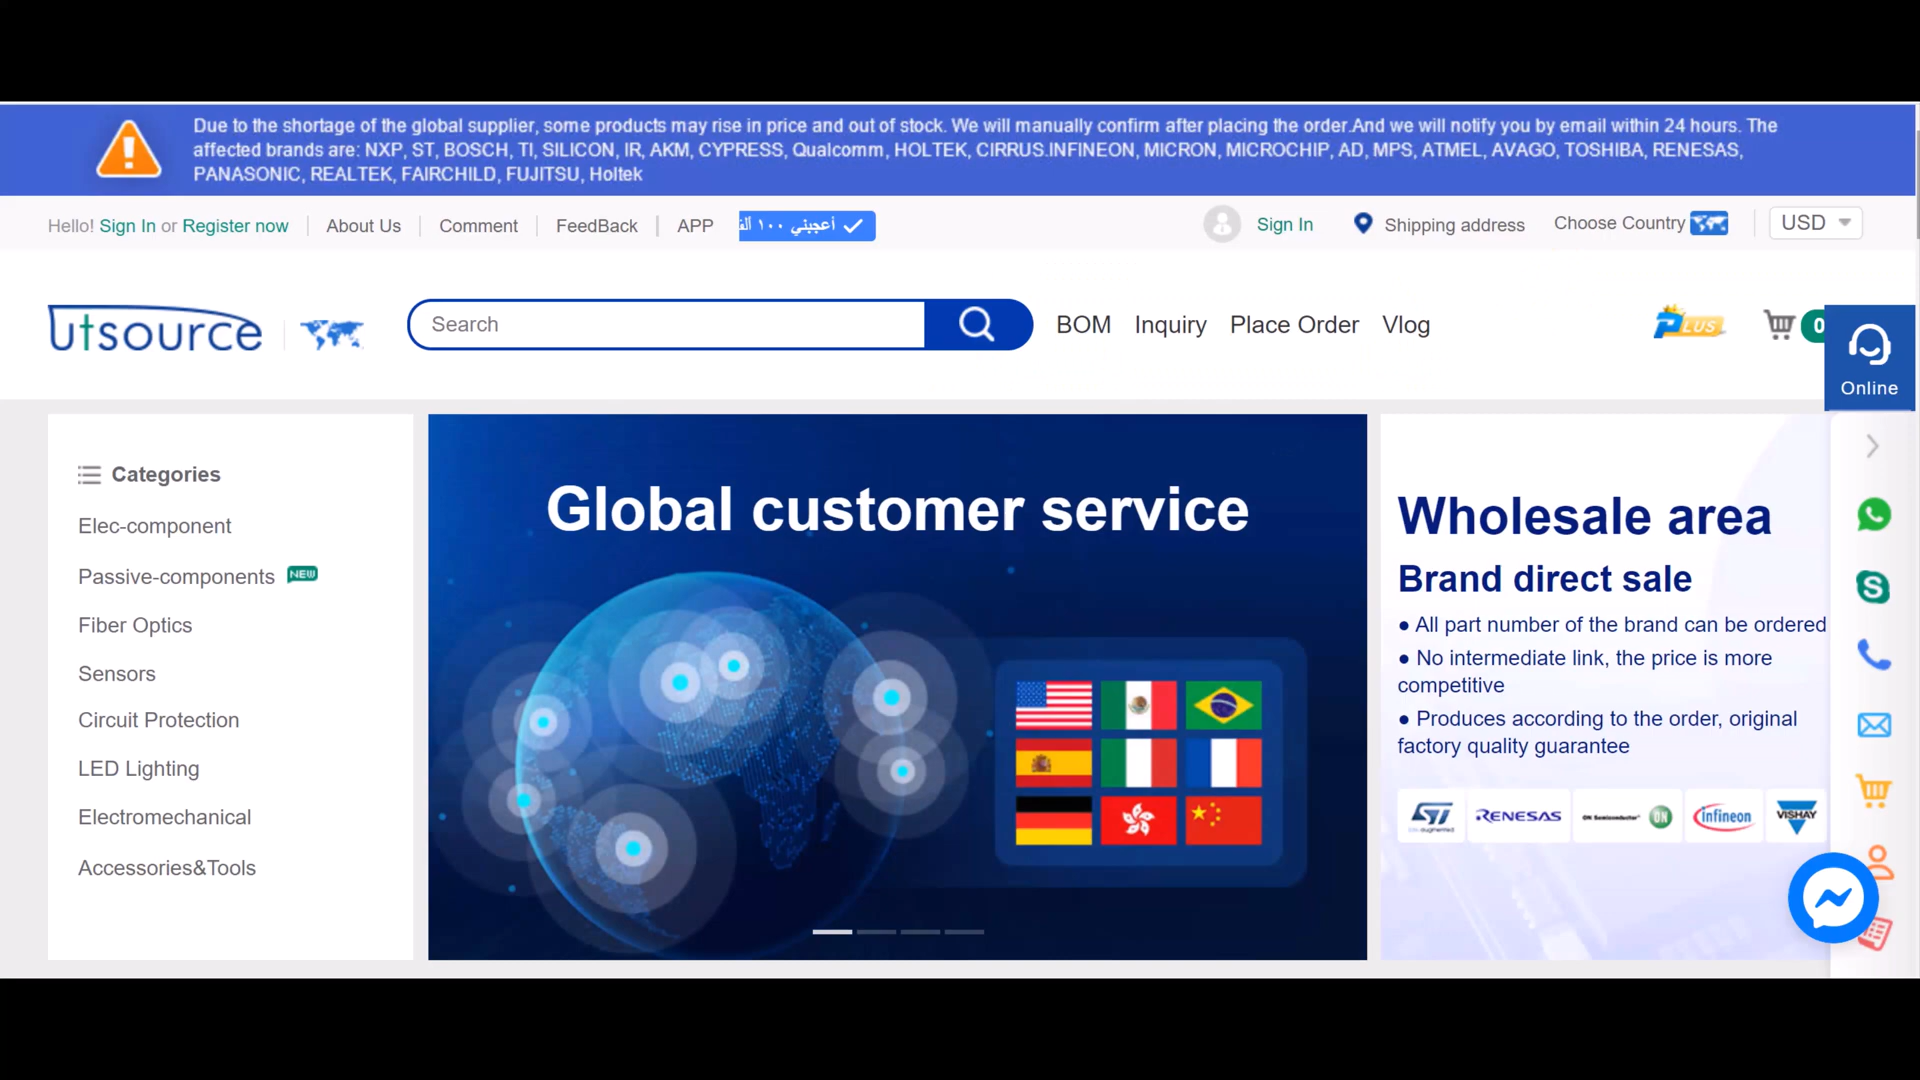 Due to the shortage of the global supplier, some products may rise in price and out of stock. We will manually confirm after placing the order.And we will notify you by email within 24 hours. The
affected brands are: NXP, ST, BOSCH, TI, SILICON, IR, AKM, CYPRESS, Qualcomm, HOLTEK, CIRRUS.INFINEON, MICRON, MICROCHIP, AD, MPS, ATMEL, AVAGO, TOSHIBA, RENESAS,
PANASONIC, REALTEK, FAIRCHILD, FUJITSU, Holtek
Hello! Sign In or Register now
About Us
Comment
FeedBack
APP
أعجبني ١٠٠
Sign In
Shipping address
Choose Country
USD
utsource
Search
BOM
Inquiry
Place Order
Vlog
PLUS
0
Online
Categories
Elec-component
Passive-components NEW
Fiber Optics
Sensors
Circuit Protection
LED Lighting
Electromechanical
Accessories&Tools
Global customer service
Wholesale area
Brand direct sale
● All part number of the brand can be ordered
● No intermediate link, the price is more
competitive
● Produces according to the order, original
factory quality guarantee
ST
RENESAS
ON Semiconductor ON
infineon
VISHAY